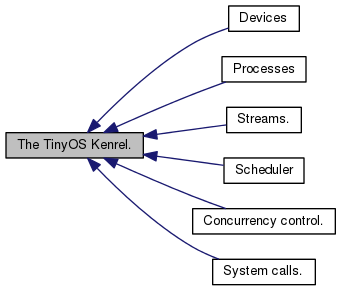 Devices
Processes
Streams.
The TinyOS Kenrel.
Scheduler
Concurrency control.
System calls.